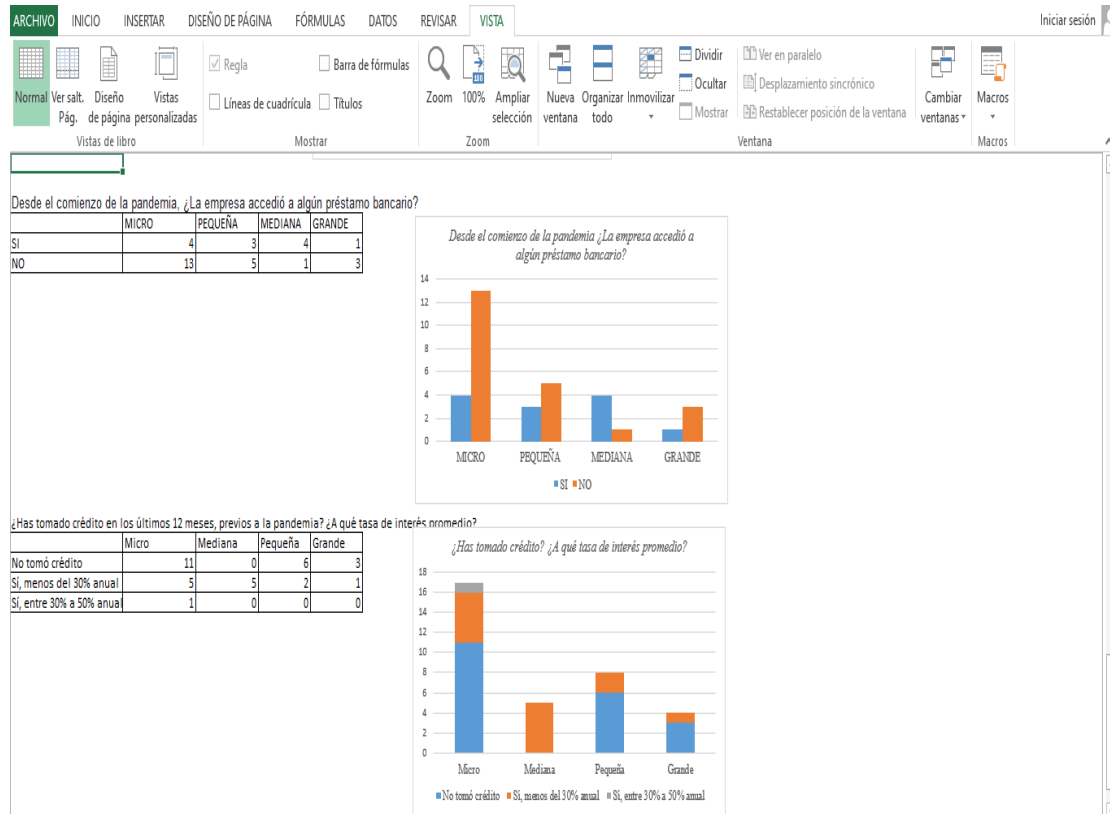 ARCHIVO INICIO INSERTAR DISEÑO DE PÁGINA FÓRMULAS DATOS REVISAR VISTA Iniciar sesión
Normal Ver salt. Pág. Diseño de página Vistas personalizadas
Vistas de libro
Regla Barra de fórmulas
Líneas de cuadrícula Títulos
Mostrar
Zoom 100% Ampliar selección
Zoom
Nueva ventana Organizar todo Inmovilizar
Dividir
Ocultar
Mostrar
Ver en paralelo
Desplazamiento sincrónico
Restablecer posición de la ventana
Cambiar ventanas
Ventana
Macros
Macros
Desde el comienzo de la pandemia, ¿La empresa accedió a algún préstamo bancario?
MICRO PEQUEÑA MEDIANA GRANDE
SI 4 3 4 1
NO 13 5 1 3
Desde el comienzo de la pandemia ¿La empresa accedió a
algún préstamo bancario?
14
12
10
8
6
4
2
0
MICRO PEQUEÑA MEDIANA GRANDE
SI NO
¿Has tomado crédito en los últimos 12 meses, previos a la pandemia? ¿A qué tasa de interés promedio?
Micro Mediana Pequeña Grande
No tomó crédito 11 0 6 3
Sí, menos del 30% anual 5 5 2 1
Sí, entre 30% a 50% anual 1 0 0 0
¿Has tomado crédito? ¿A qué tasa de interés promedio?
18
16
14
12
10
8
6
4
2
0
Micro Mediana Pequeña Grande
No tomó crédito Sí, menos del 30% anual Sí, entre 30% a 50% anual